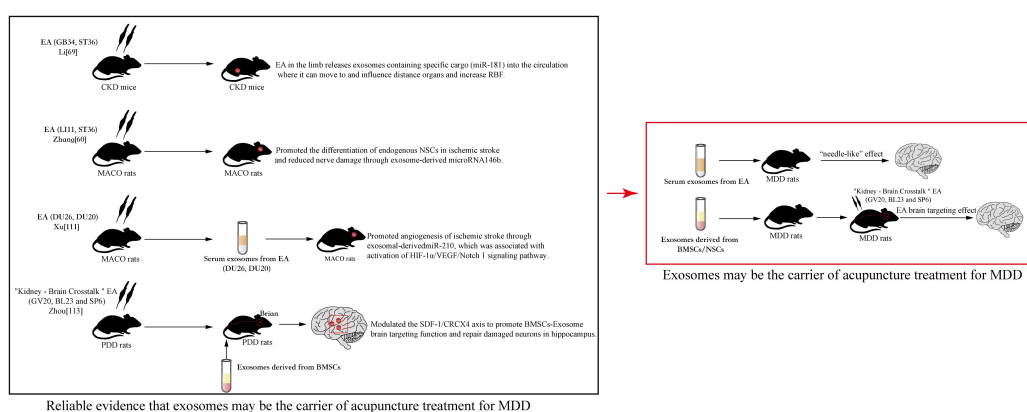 EA (GB34, ST36)
Li[69]
CKD mice
CKD mice
EA in the limb releases exosomes containing specific cargo (miR-181) into the circulation
where it can move to and influence distance organs and increase RBF.
EA (LI11, ST36)
Zhang[60]
MACO rats
MACO rats
Promoted the differentiation of endogenous NSCs in ischemic stroke
and reduced nerve damage through exosome-derived microRNA146b.
EA (DU26, DU20)
Xu[111]
MACO rats
Serum exosomes from EA
(DU26, DU20)
MACO rats
Promoted angiogenesis of ischemic stroke through
exosomal-derivedmiR-210, which was associated with
activation of HIF-1α/VEGF/Notch 1 signaling pathway.
"Kidney - Brain Crosstalk" EA
(GV20, BL23 and SP6)
Zhou[113]
PDD rats
Brian
PDD rats
Modulated the SDF-1/CRCX4 axis to promote BMSCs-Exosome
brain targeting function and repair damaged neurons in hippocampus.
Exosomes derived from BMSCs
Reliable evidence that exosomes may be the carrier of acupuncture treatment for MDD
Serum exosomes from EA
MDD rats
“needle-like” effect
Exosomes derived from
BMSCs/NSCs
MDD rats
"Kidney - Brain Crosstalk" EA
(GV20, BL23 and SP6)
MDD rats
EA brain targeting effect
Exosomes may be the carrier of acupuncture treatment for MDD